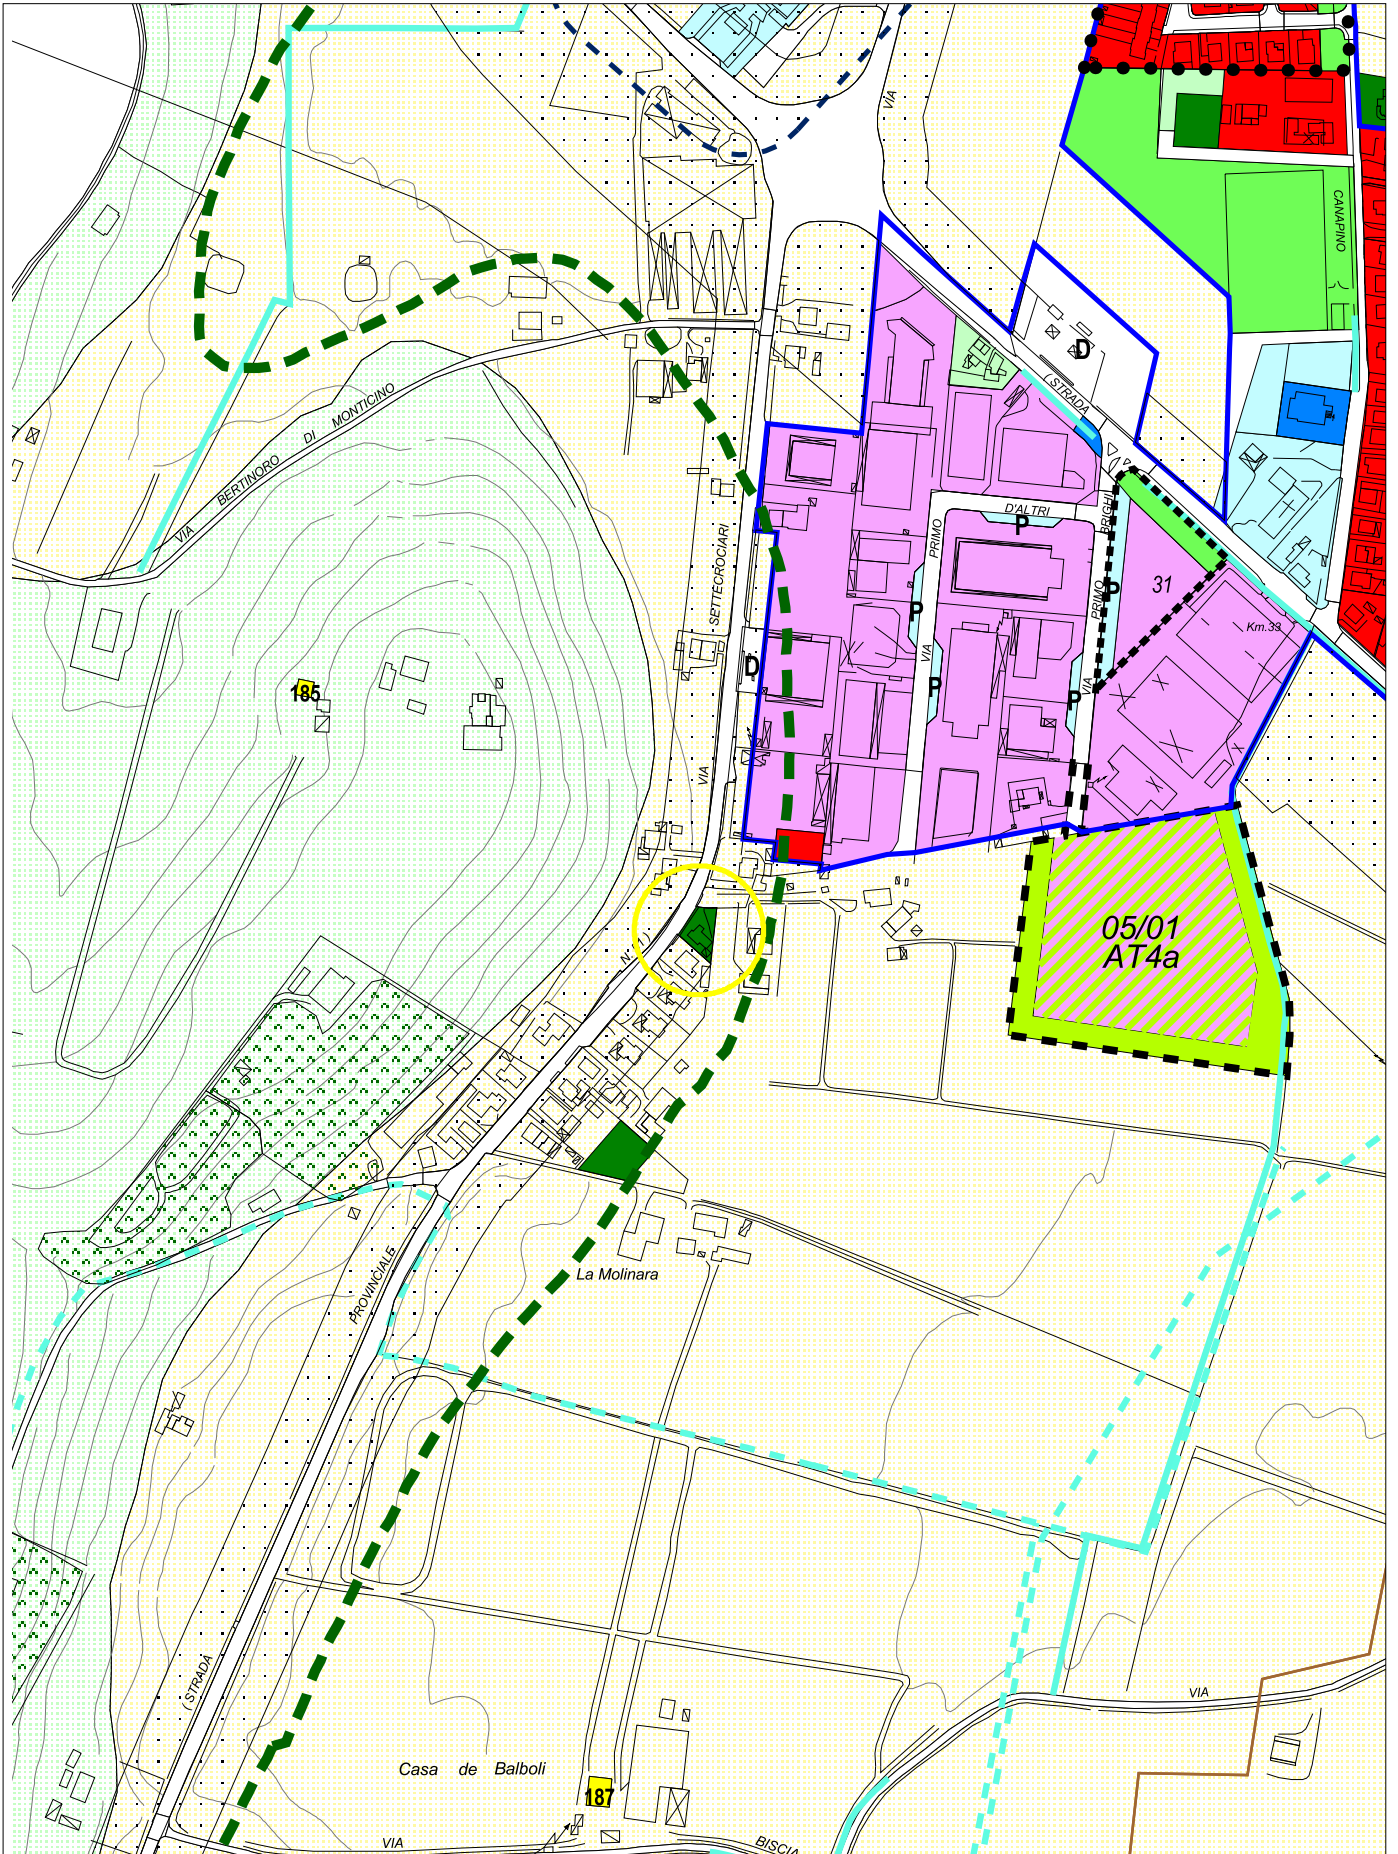 VIA
CANAPINO
D
( STRADA
VIA BERTINORO DI MONTICINO
D'ALTRI
P
PRIMO
BRIGHI
SETTECROCIARI
P
PRIMO
P
31
Km.33
VIA
D
185
P
P
VIA
VIA
05/01
AT4a
N.
)
La Molinara
PROVINCIALE
( STRADA
VIA
Casa de Balboli
187
VIA
BISCIA